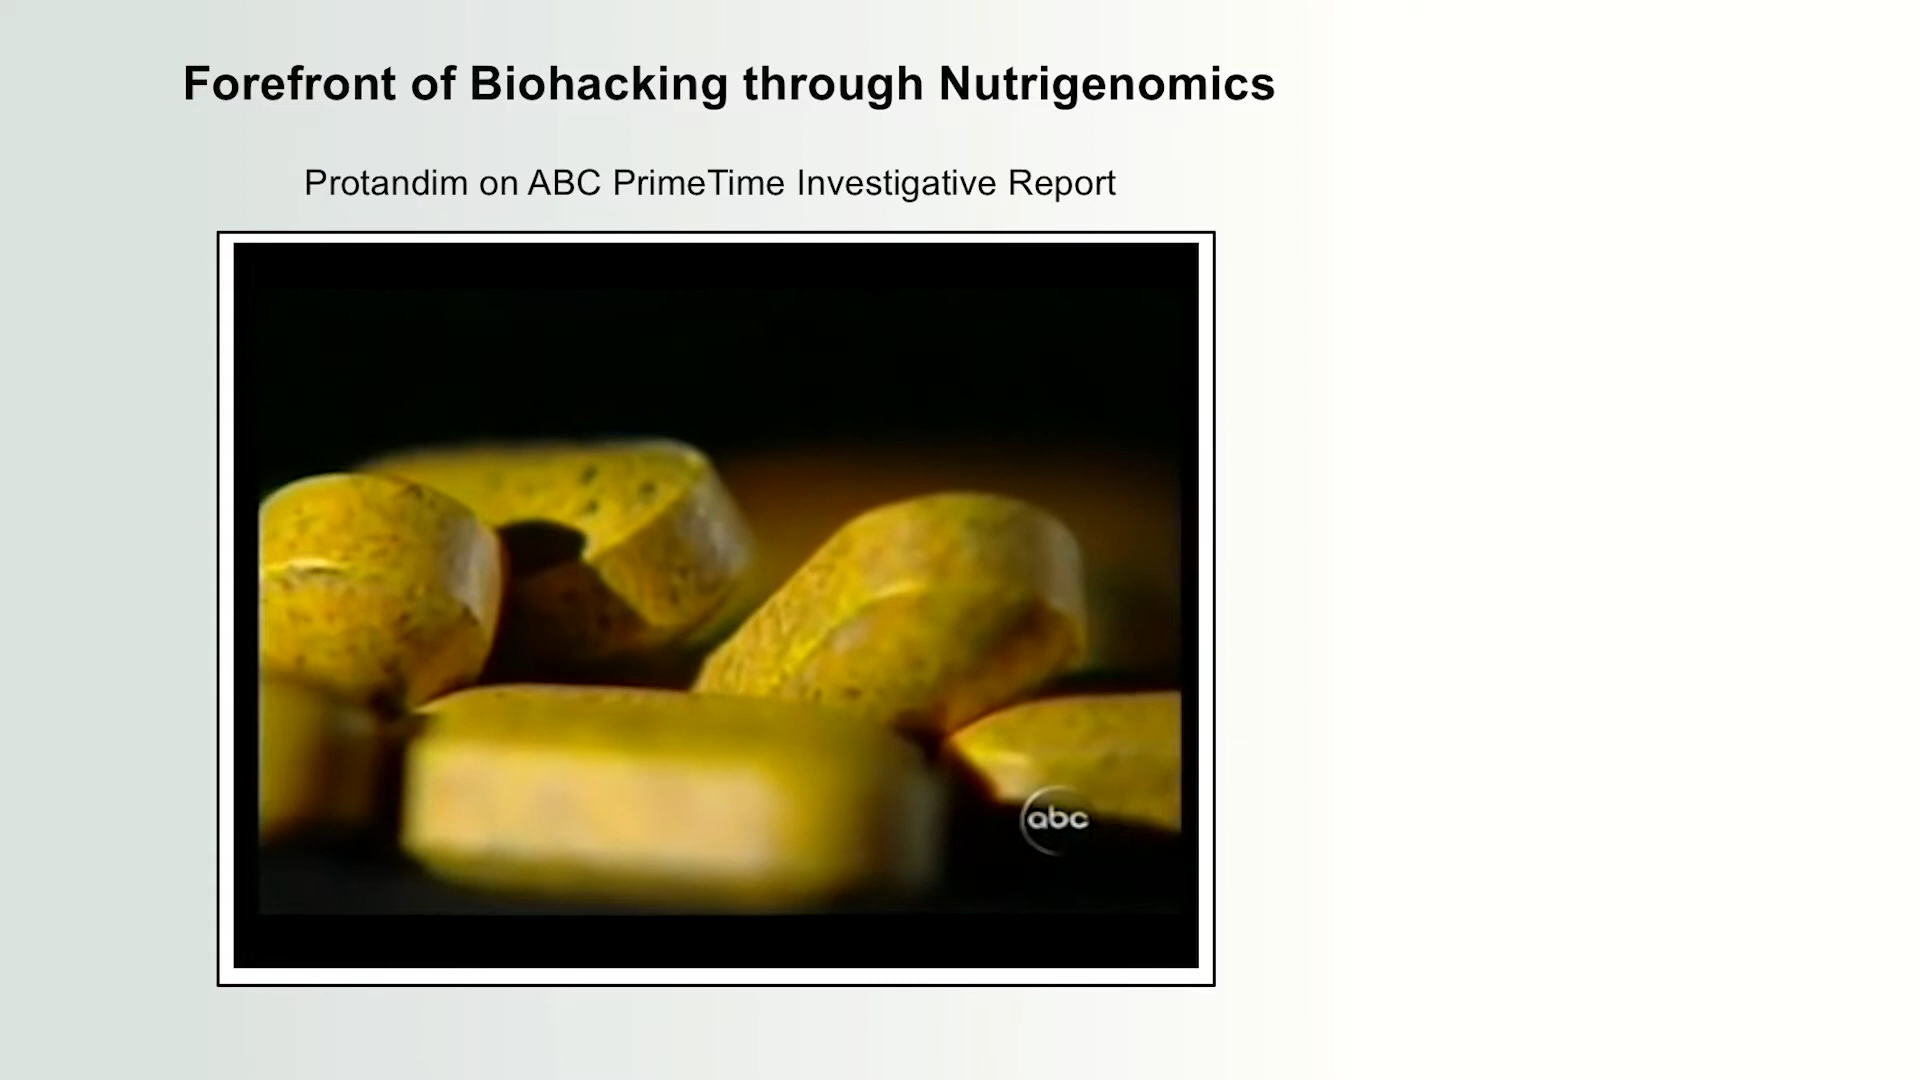 Forefront of Biohacking through Nutrigenomics
Protandim on ABC PrimeTime Investigative Report
abc